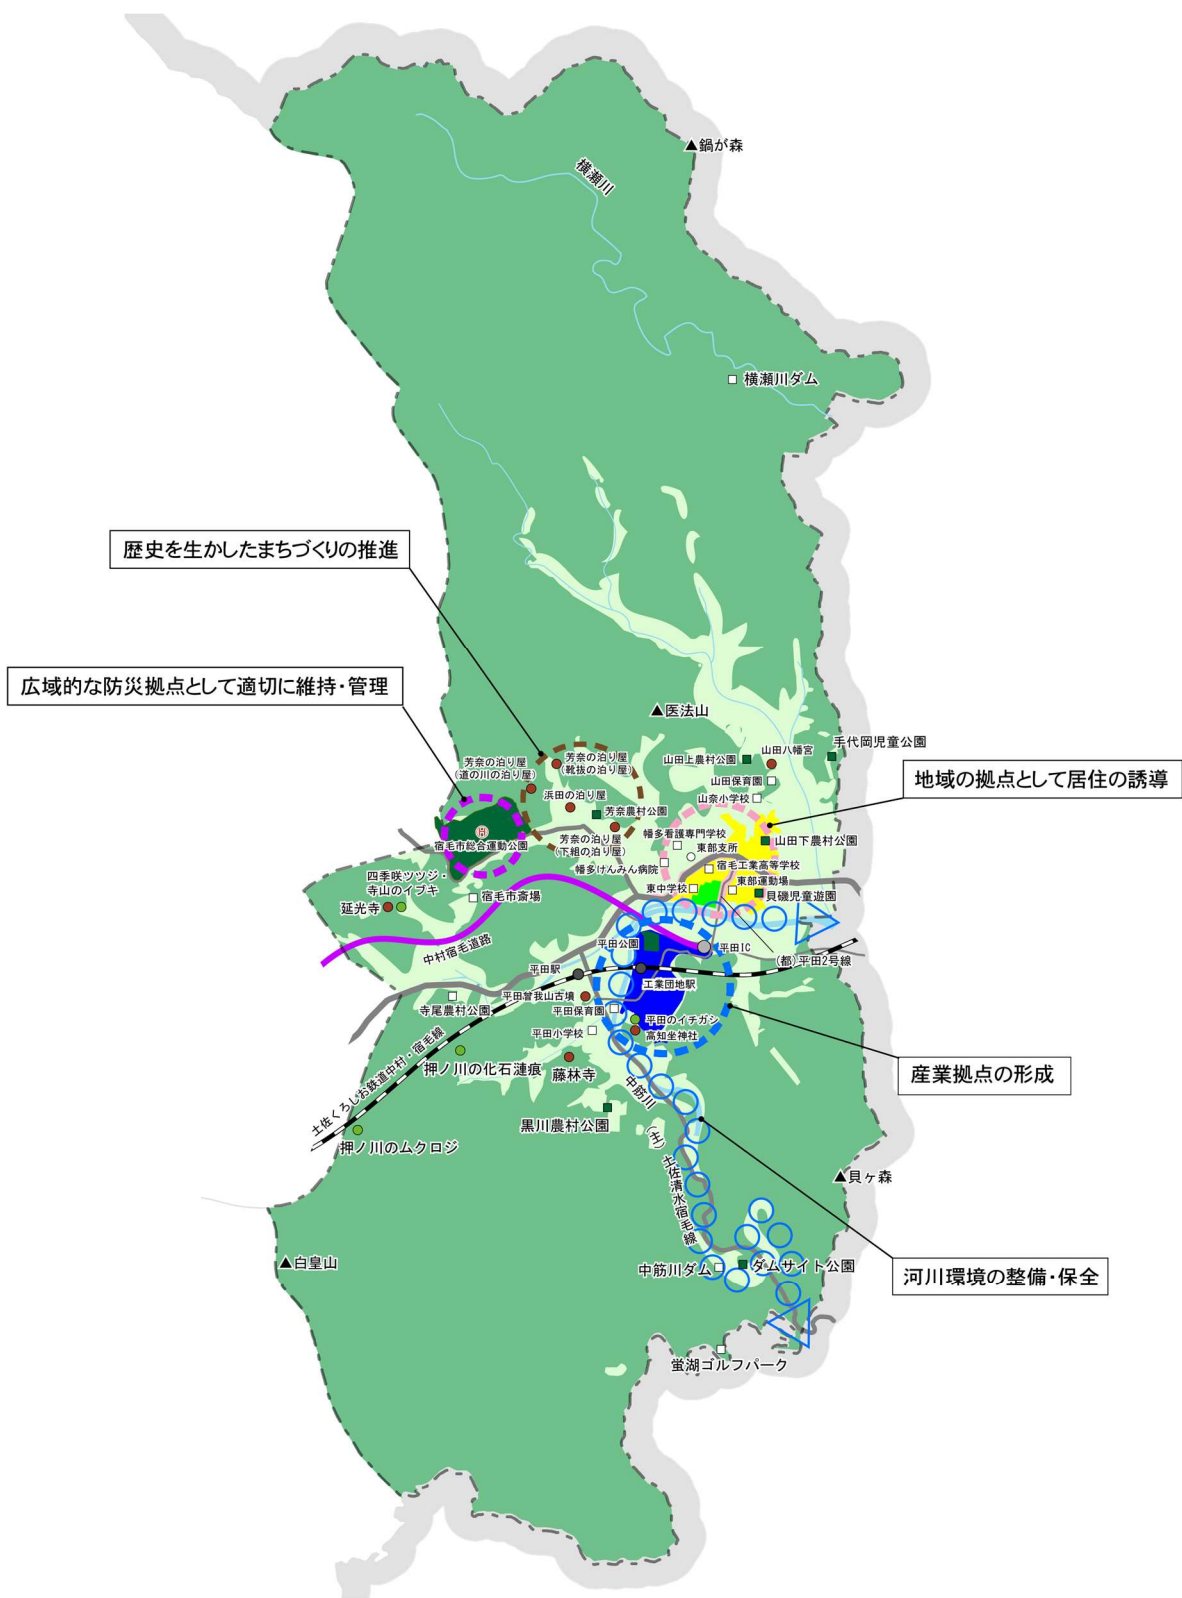 ▲鍋が森
横瀬川
横瀬川ダム
歴史を生かしたまちづくりの推進
広域的な防災拠点として適切に維持・管理
▲医法山
手代岡児童公園
山田八幡宮
山田上農村公園
山田保育園
山奈小学校
地域の拠点として居住の誘導
芳奈の泊り屋
(道の川の泊り屋)
芳奈の泊り屋
(靴抜の泊り屋)
浜田の泊り屋
芳奈農村公園
芳奈の泊り屋
(下組の泊り屋)
宿毛市総合運動公園
幡多看護専門学校
東部支所
山田下農村公園
幡多けんみん病院
宿毛工業高等学校
東中学校
東部運動場
貝磯児童遊園
四季咲ツツジ・
寺山のイブキ
延光寺
宿毛市斎場
中村宿毛道路
平田公園
平田IC
(都)平田2号線
平田駅
工業団地駅
寺尾農村公園
平田曽我山古墳
平田保育園
平田のイチガシ
高知坐神社
平田小学校
産業拠点の形成
土佐くろしお鉄道中村・宿毛線
押ノ川の化石漣痕
藤林寺
中筋川
黒川農村公園
押ノ川のムクロジ
(主)土佐清水宿毛線
▲貝ヶ森
▲白皇山
中筋川ダム
ダムサイト公園
河川環境の整備・保全
蛍湖ゴルフパーク